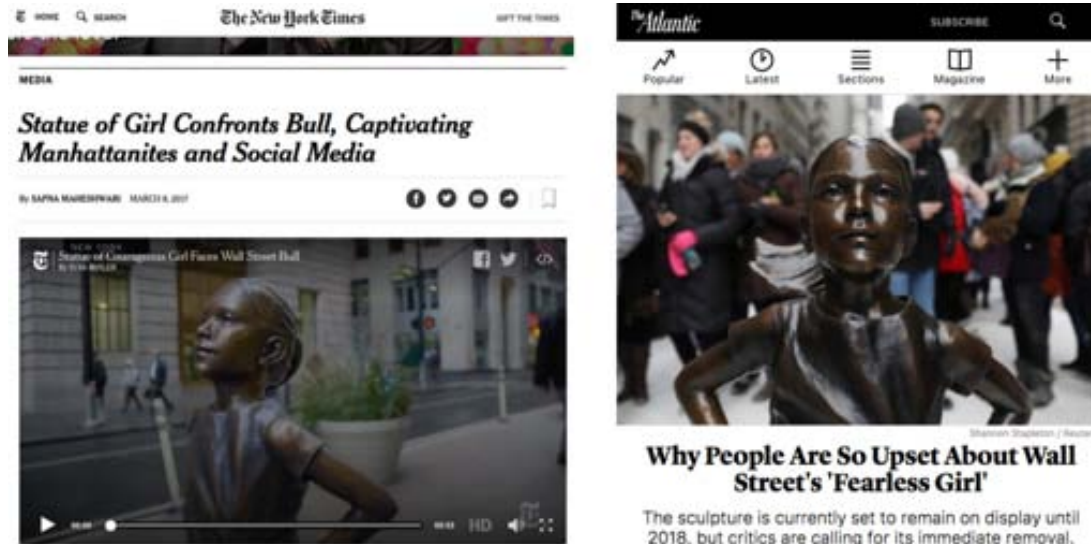 HOME SEARCH The New York Times GIFT THE TIMES
MEDIA
Statue of Girl Confronts Bull, Captivating
Manhattanites and Social Media
By SAPNA MAHESHWARI MARCH 8, 2017
NEW YORK
Statue of Courageous Girl Faces Wall Street Bull
HD
The Atlantic SUBSCRIBE
Popular Latest Sections Magazine More
Shannon Stapleton / Reuters
Why People Are So Upset About Wall
Street's 'Fearless Girl'
The sculpture is currently set to remain on display until
2018, but critics are calling for its immediate removal.